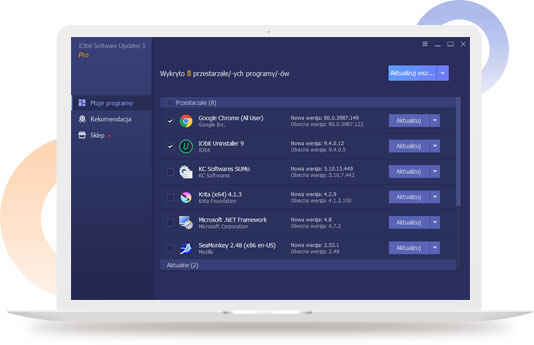 IObit Software Updater 3
Pro
Wykryto 8 przestarzałe/-ych programy/-ów
Aktualizuj wsz...
Moje programy
Rekomendacja
Sklep
Przestarzałe (8)
Google Chrome (All User)
Google Inc.
Nowa wersja: 80.0.3987.149
Obecna wersja: 80.0.3987.122
Aktualizuj
IObit Uninstaller 9
IObit
Nowa wersja: 9.4.0.12
Obecna wersja: 9.4.0.5
Aktualizuj
KC Softwares SUMo
KC Softwares
Nowa wersja: 5.10.13.449
Obecna wersja: 5.10.7.442
Aktualizuj
Krita (x64) 4.1.3
Krita Foundation
Nowa wersja: 4.2.9
Obecna wersja: 4.1.3.100
Aktualizuj
Microsoft .NET Framework
Microsoft Corporation
Nowa wersja: 4.8
Obecna wersja: 4.7.2
Aktualizuj
SeaMonkey 2.48 (x86 en-US)
Mozilla
Nowa wersja: 2.53.1
Obecna wersja: 2.48
Aktualizuj
Aktualne (2)